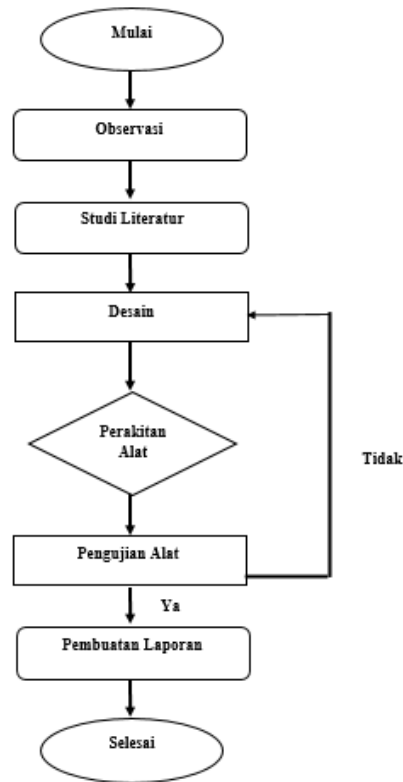 Mulai
Observasi
Studi Literatur
Desain
Perakitan
Alat
Tidak
Pengujian Alat
Ya
Pembuatan Laporan
Selesai